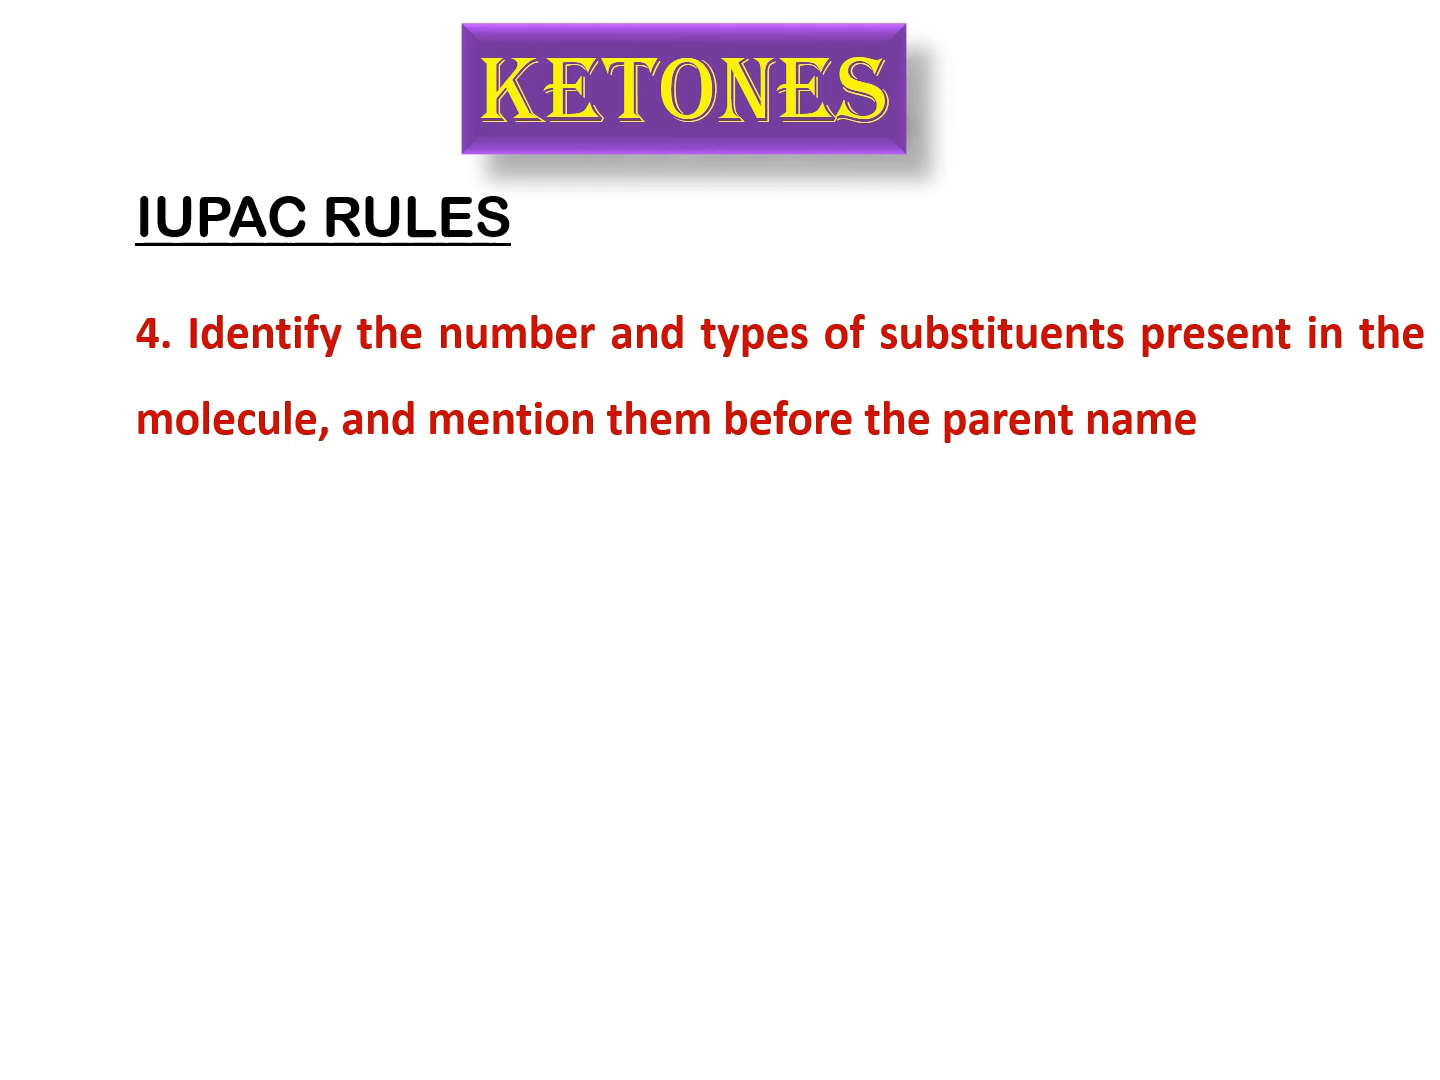 KETONES
IUPAC RULES
4. Identify the number and types of substituents present in the
molecule, and mention them before the parent name